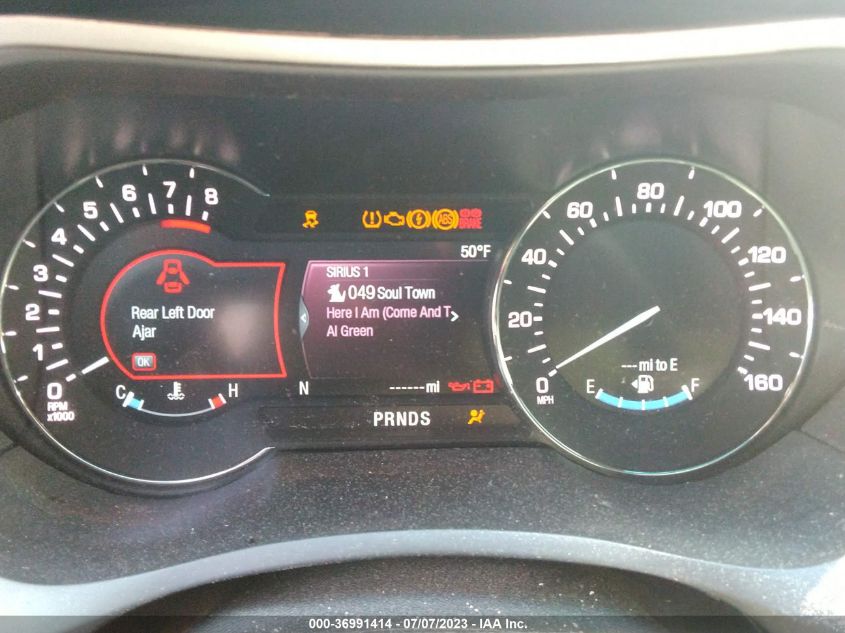 0 1 2 3 4 5 6 7 8
RPM
x1000
Rear Left Door
Ajar
OK
C H
ABS
BRAKE
50°F
SIRIUS 1
049 Soul Town
Here I Am (Come And T
Al Green
N
------mi
PRNDS
0 20 40 60 80 100 120 140 160
MPH
--- mi to E
E F
000-36991414 / 07/07/2023 / IAA Inc.